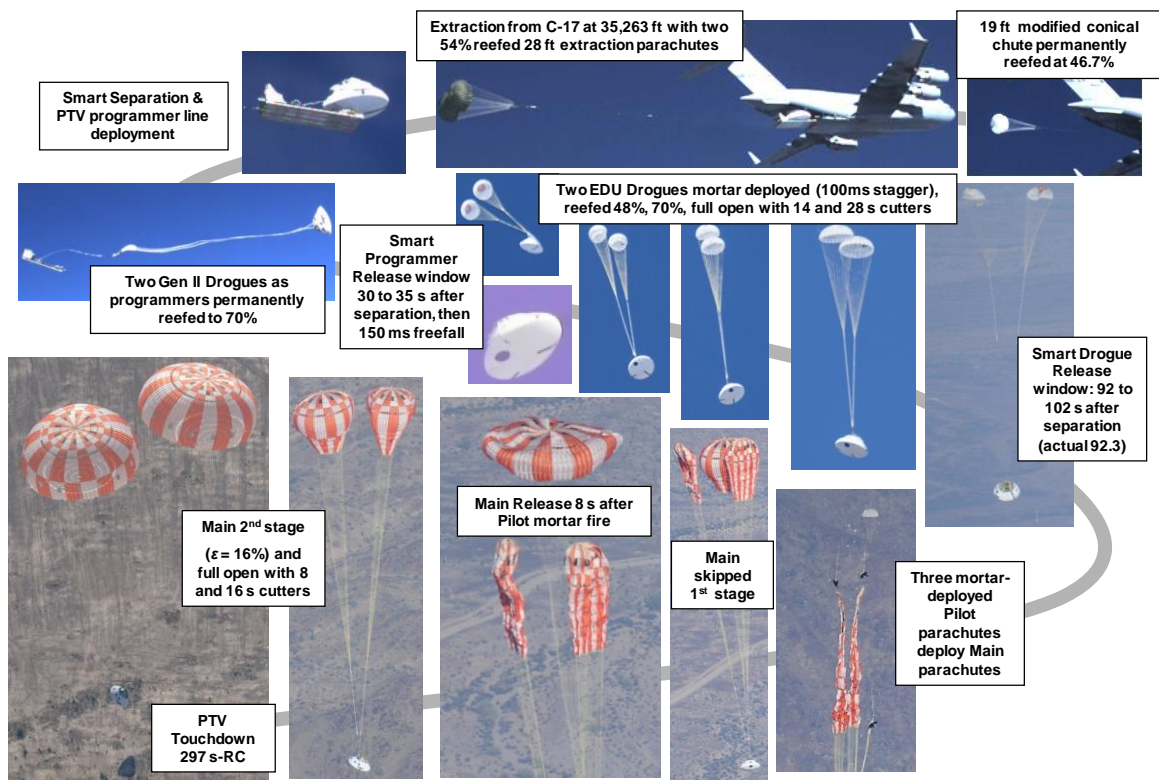 Extraction from C-17 at 35,263 ft with two
54% reefed 28 ft extraction parachutes
19 ft modified conical
chute permanently
reefed at 46.7%
Smart Separation &
PTV programmer line
deployment
Two EDU Drogues mortar deployed (100ms stagger),
reefed 48%, 70%, full open with 14 and 28 s cutters
Smart
Programmer
Release window
30 to 35 s after
separation, then
150 ms freefall
Two Gen II Drogues as
programmers permanently
reefed to 70%
Smart Drogue
Release
window: 92 to
102 s after
separation
(actual 92.3)
Main 2nd stage
(ε = 16%) and
full open with 8
and 16 s cutters
Main Release 8 s after
Pilot mortar fire
Main
skipped
1st stage
Three mortar-
deployed
Pilot
parachutes
deploy Main
parachutes
PTV
Touchdown
297 s-RC